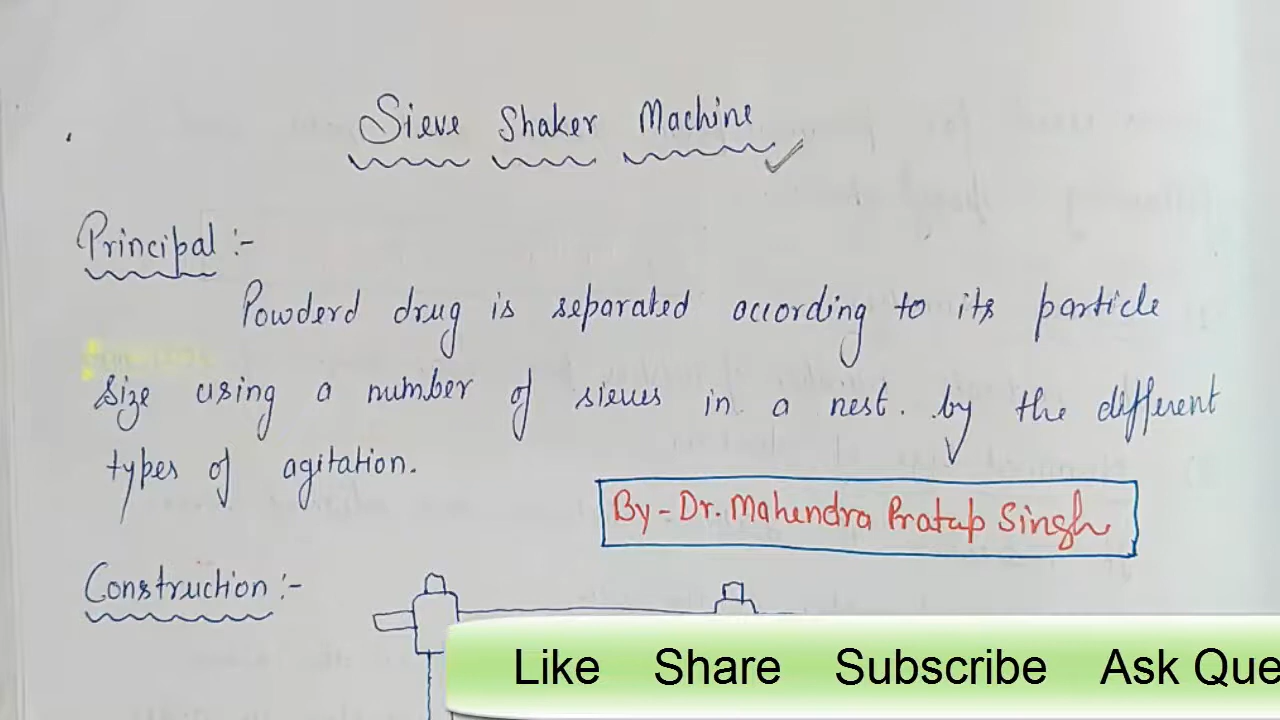 Sieve Shaker Machine
Principal :-
Powderd drug is separated according to its particle
size using a number of sieves in a nest. by the different
types of agitation.
By - Dr. Mahendra Pratap Singh
Construction :-
Like Share Subscribe Ask Que